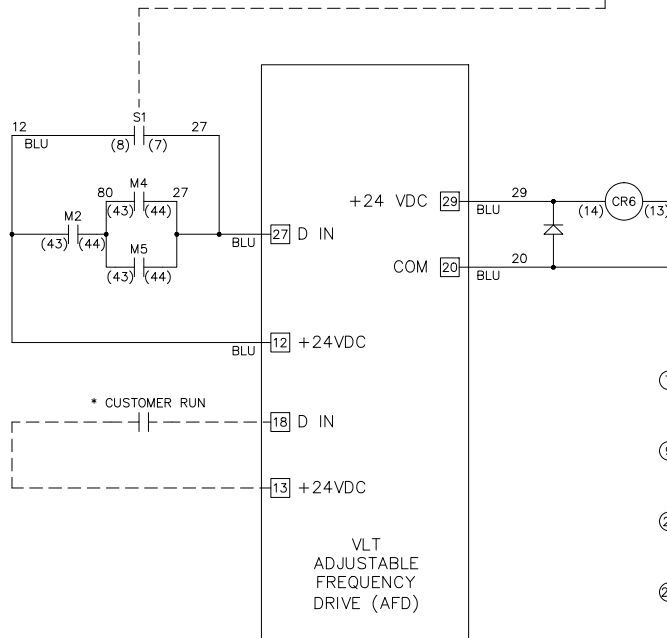 S1
12
27
BLU
(8)
(7)
M4
80
27
(43)
(44)
M2
(43)
(44)
M5
(43)
(44)
BLU
27 D IN
+24 VDC 29
29
BLU
(14)
CR6
(13)
COM 20
20
BLU
BLU
12 +24VDC
* CUSTOMER RUN
18 D IN
13 +24VDC
VLT
ADJUSTABLE
FREQUENCY
DRIVE (AFD)